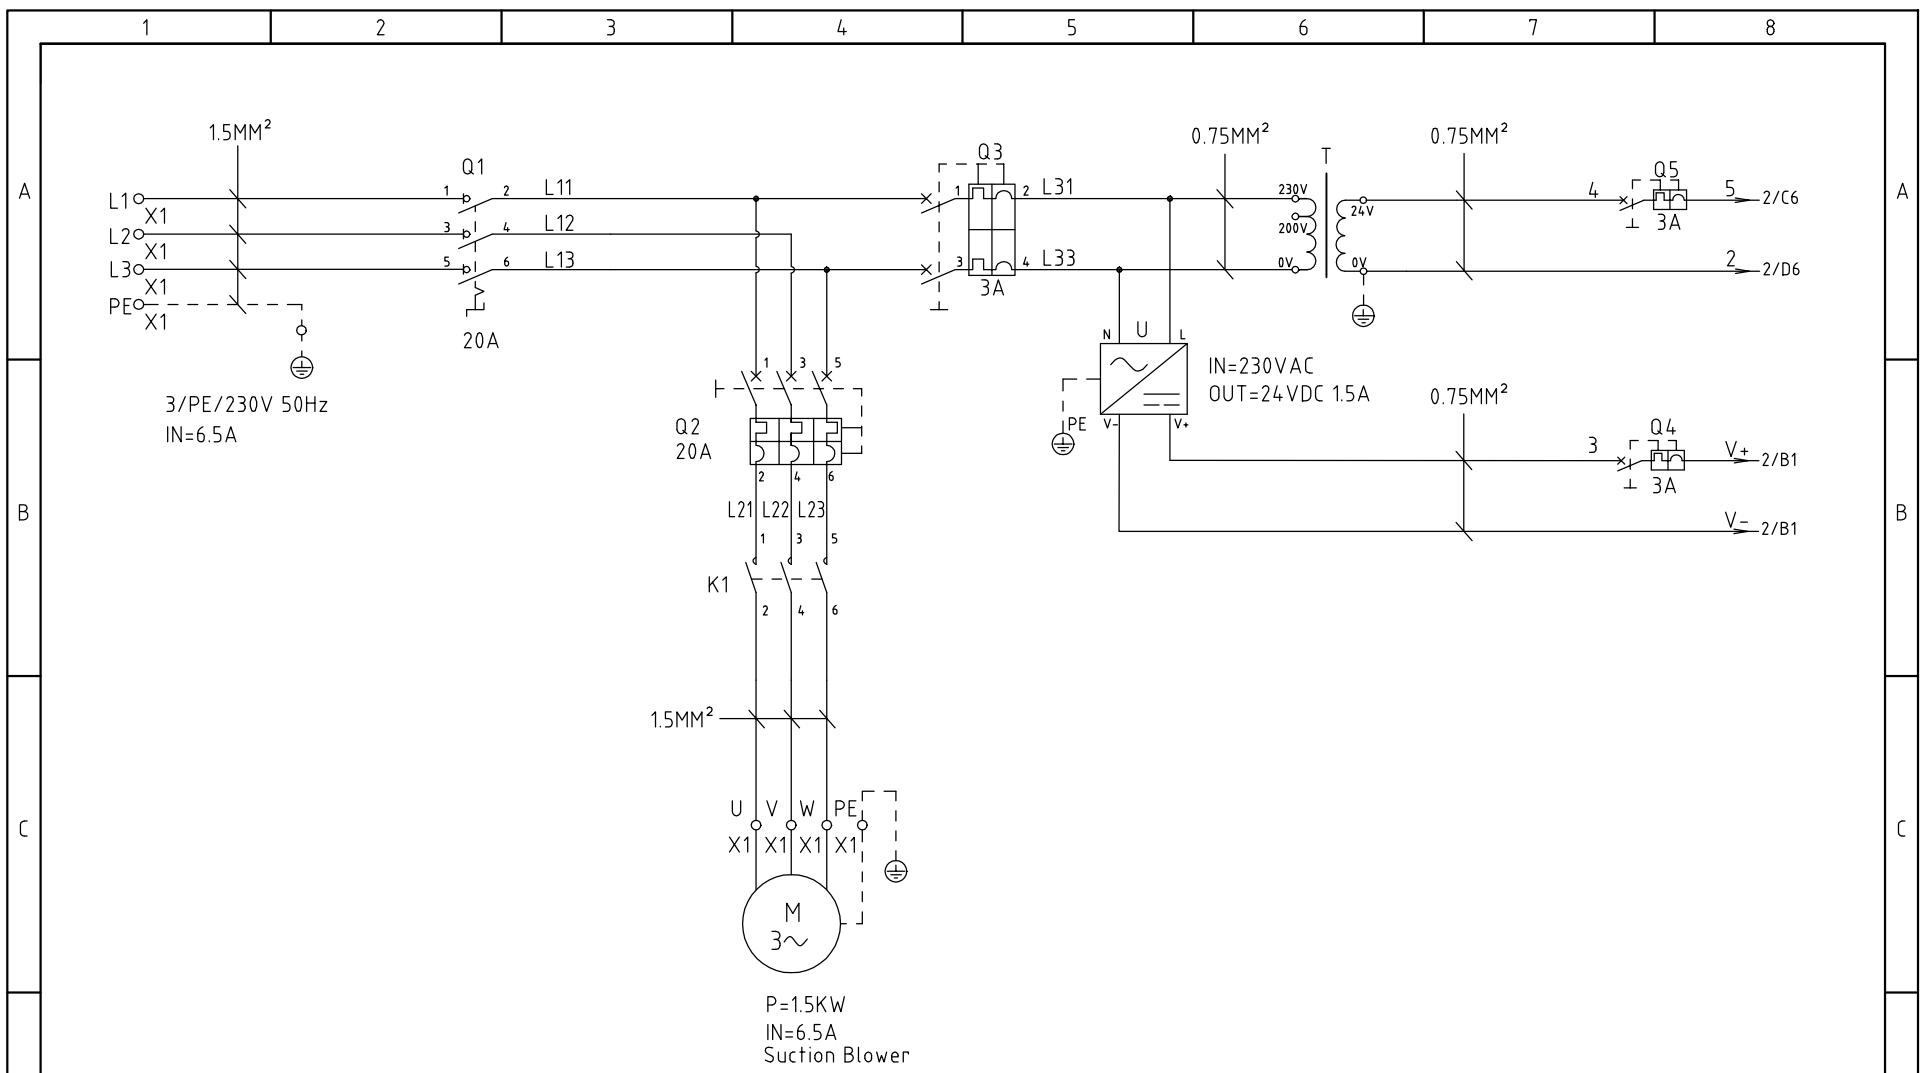 1 2 3 4 5 6 7 8
1.5MM² 0.75MM² 0.75MM²
Q1 Q3 T Q5
A A
L1 X1 1 2 L11 1 2 L31 230V 24V 4 5 2/C6
L2 X1 3 4 L12 200V 3A
L3 X1 5 6 L13 3 4 L33 0V 0V 2 2/D6
PE X1 3A
20A N U L
3/PE/230V 50Hz
IN=6.5A
1 3 5
IN=230VAC
OUT=24VDC 1.5A
0.75MM²
PE V- V+
Q2
20A
Q4
3 V+ 2/B1
3A
2 4 6
B L21 L22 L23 B
V- 2/B1
1 3 5
K1
2 4 6
1.5MM²
U V W PE
C X1 X1 X1 X1 C
M
3~
P=1.5KW
IN=6.5A
Suction Blower